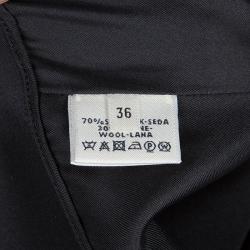 36
70%S K-SEDA
30 NE-
WOOL-LANA